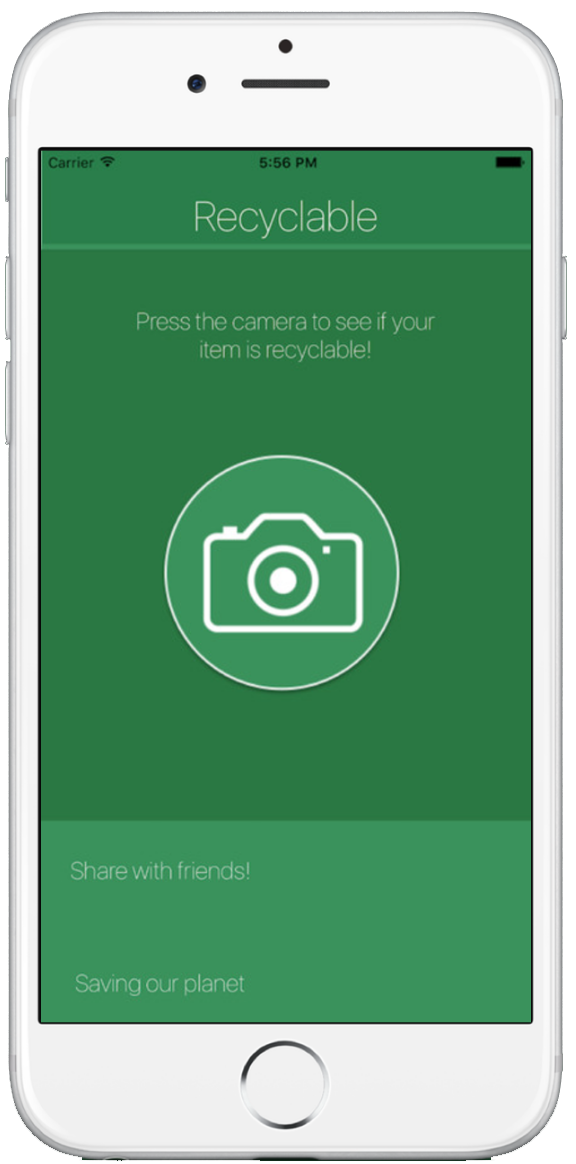 Carrier 5:56 PM
Recyclable
Press the camera to see if your
item is recyclable!
Share with friends!
Saving our planet